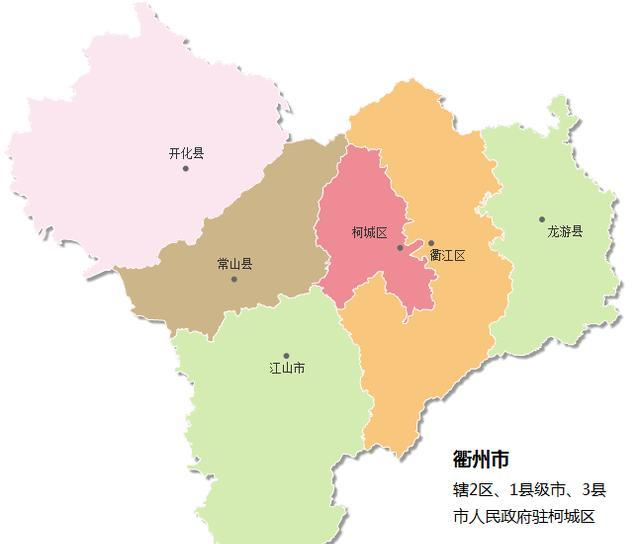 开化县
柯城区
龙游县
衢江区
常山县
江山市
衢州市
辖2区、1县级市、3县
市人民政府驻柯城区